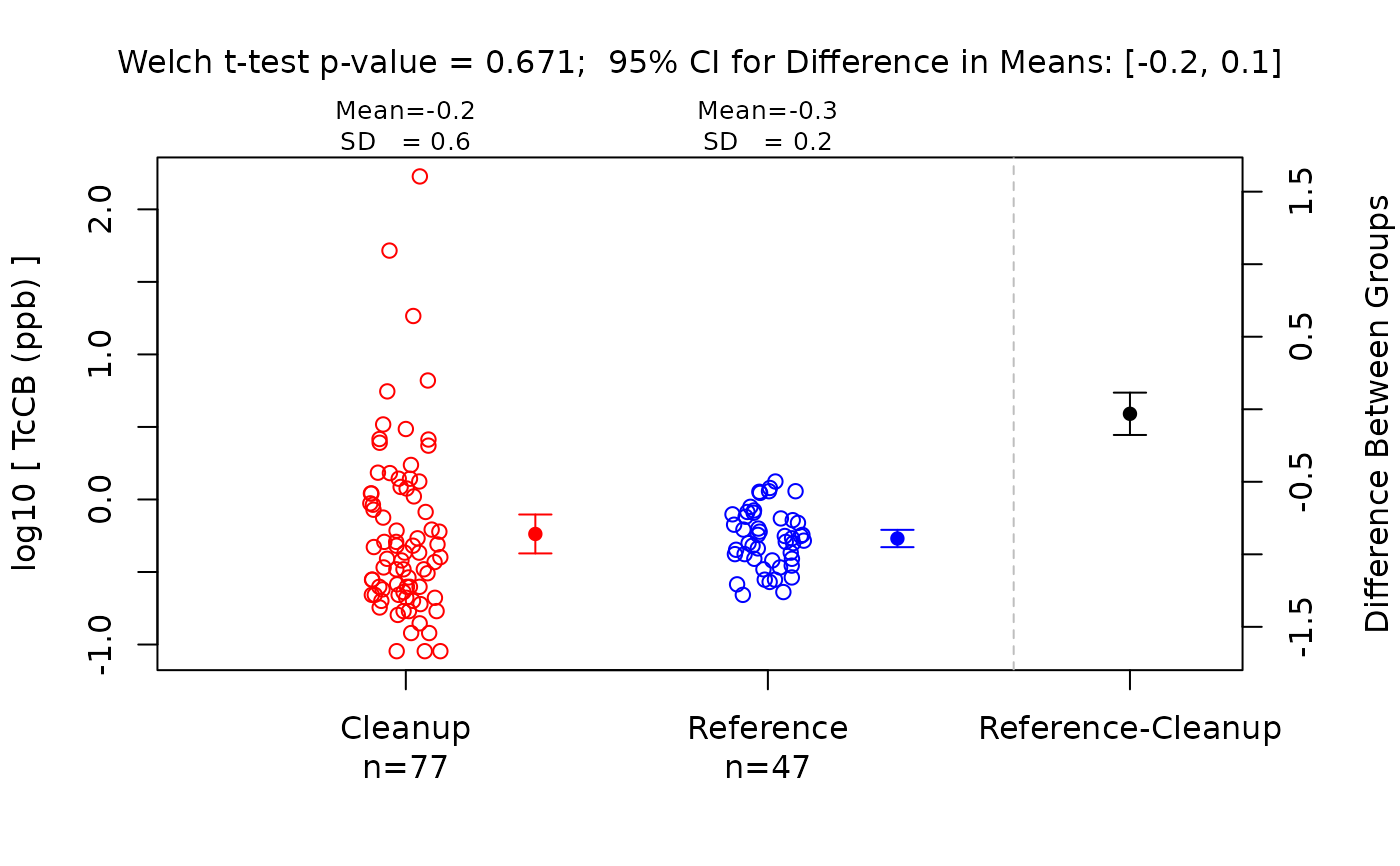 Welch t-test p-value = 0.671;  95% CI for Difference in Means: [-0.2, 0.1]
Mean=-0.2
SD   = 0.6
Mean=-0.3
SD   = 0.2
log10 [ TcCB (ppb) ]
2.0
1.0
0.0
-1.0
1.5
0.5
-0.5
-1.5
Difference Between Groups
Cleanup
n=77
Reference
n=47
Reference-Cleanup